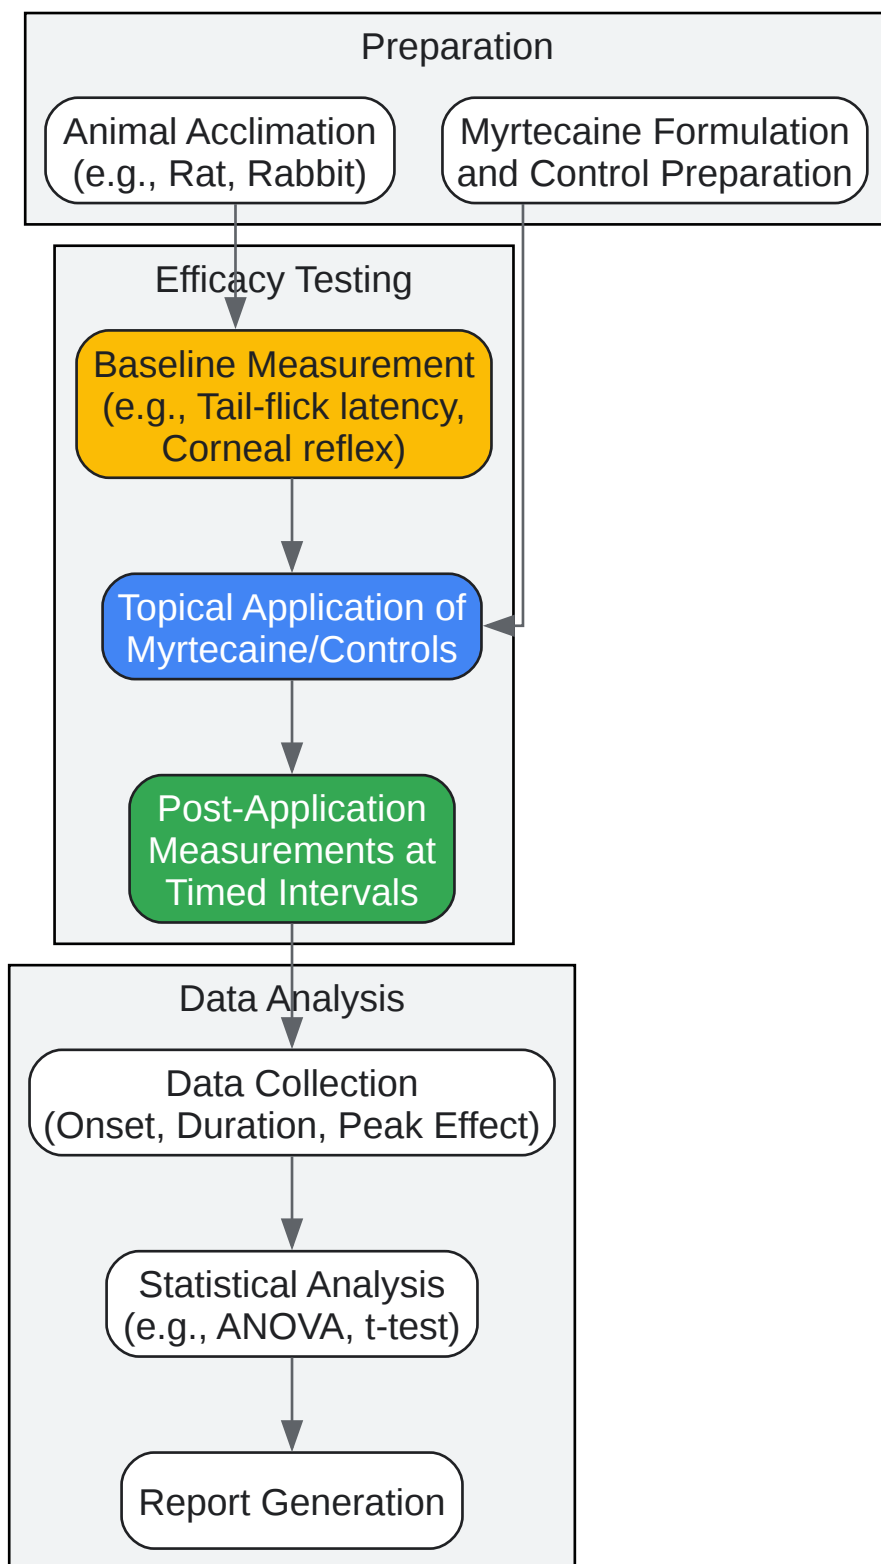 Preparation
Animal Acclimation
(e.g., Rat, Rabbit)
Myrtecaine Formulation
and Control Preparation
Efficacy Testing
Baseline Measurement
(e.g., Tail-flick latency,
Corneal reflex)
Topical Application of
Myrtecaine/Controls
Post-Application
Measurements at
Timed Intervals
Data Analysis
Data Collection
(Onset, Duration, Peak Effect)
Statistical Analysis
(e.g., ANOVA, t-test)
Report Generation